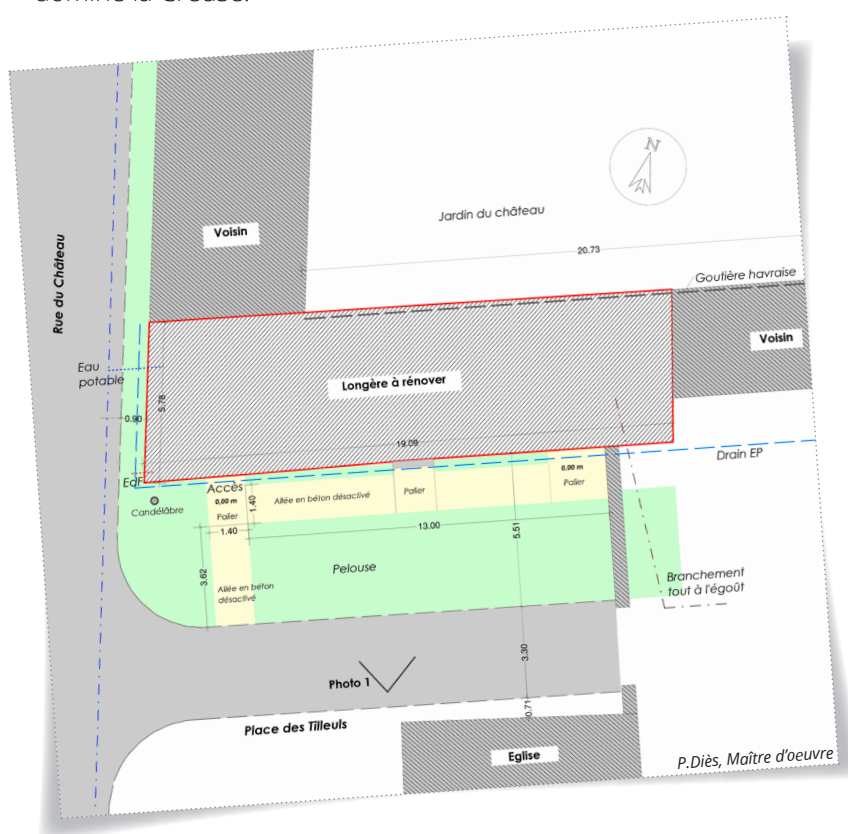 domine la Creuse.
N
Jardin du château
Voisin
Rue du Château
20.73
Goutière havraise
Voisin
Longère à rénover
Eau
potable
5.78
0.90
19.09
Drain EP
EdF
Accès
0,00 m
Palier
1.40
Allée en béton désactivé
Palier
0,00 m
Palier
Candélâbre
1.40
13.00
5.51
3.62
Pelouse
Allée en béton
désactivé
Branchement
tout à l'égoût
3.30
Photo 1
0.71
Place des Tilleuls
Eglise
P.Diès, Maître d'oeuvre